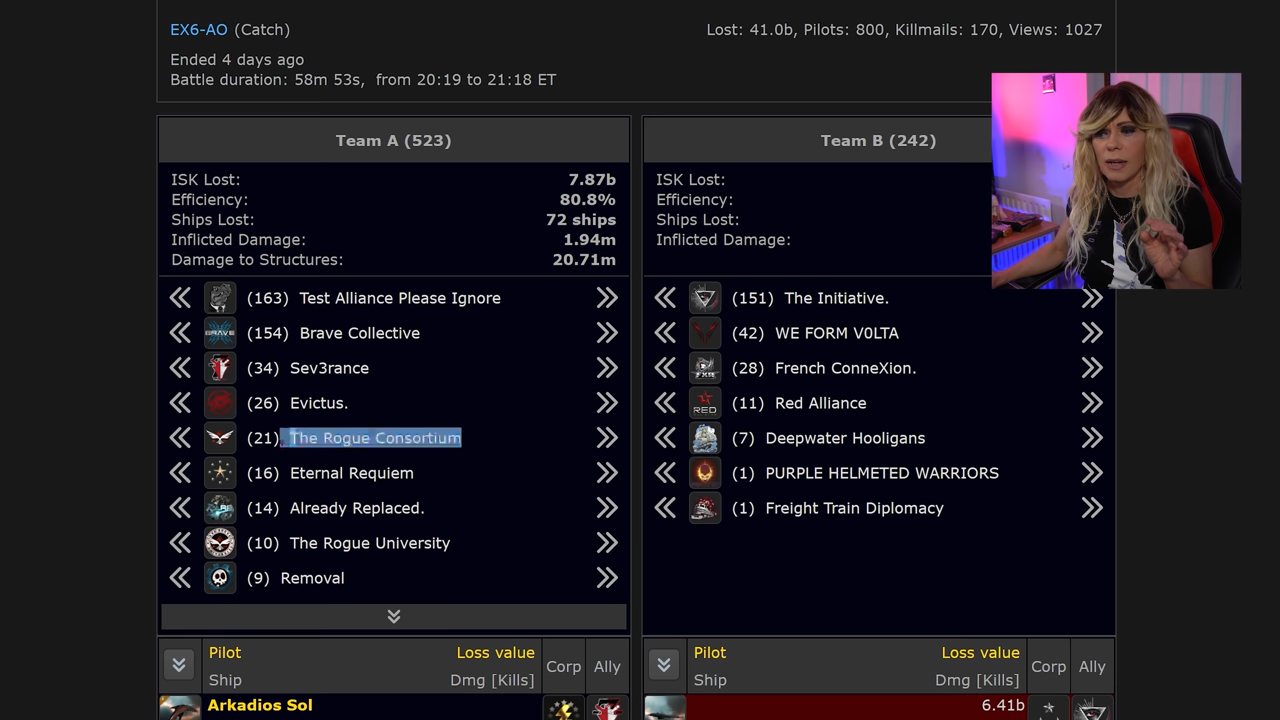 EX6-AO (Catch)
Lost: 41.0b, Pilots: 800, Killmails: 170, Views: 1027
Ended 4 days ago
Battle duration: 58m 53s, from 20:19 to 21:18 ET
Team A (523)
ISK Lost: 7.87b
Efficiency: 80.8%
Ships Lost: 72 ships
Inflicted Damage: 1.94m
Damage to Structures: 20.71m
(163) Test Alliance Please Ignore
(154) Brave Collective
BRAVE
(34) Sev3rance
(26) Evictus.
(21) The Rogue Consortium
(16) Eternal Requiem
(14) Already Replaced.
(10) The Rogue University
(9) Removal
Pilot Loss value
Ship Dmg [Kills]
Corp Ally
Arkadios Sol
Team B (242)
ISK Lost:
Efficiency:
Ships Lost:
Inflicted Damage:
(151) The Initiative.
(42) WE FORM V0LTA
(28) French ConneXion.
(11) Red Alliance
RED
(7) Deepwater Hooligans
(1) PURPLE HELMETED WARRIORS
(1) Freight Train Diplomacy
Pilot Loss value
Ship Dmg [Kills]
Corp Ally
6.41b